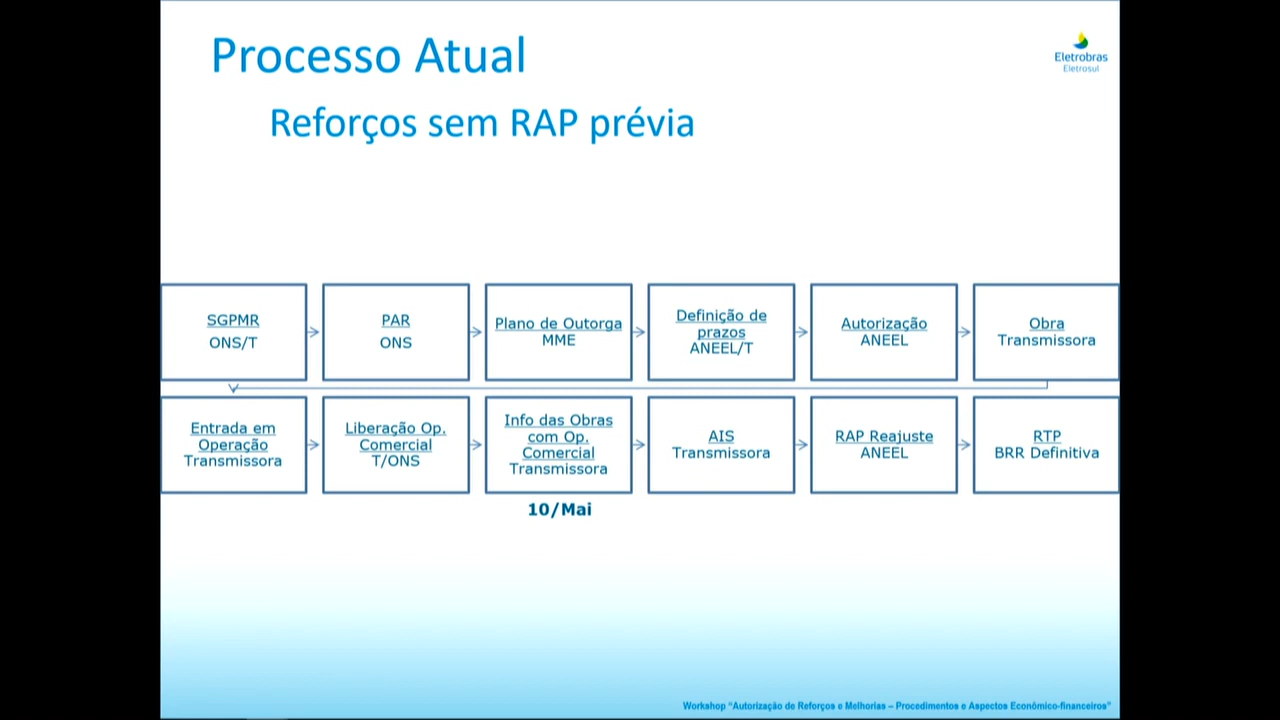 Processo Atual
Eletrobras
Eletrosul
Reforços sem RAP prévia
SGPMR
ONS/T
PAR
ONS
Plano de Outorga
MME
Definição de
prazos
ANEEL/T
Autorização
ANEEL
Obra
Transmissora
Entrada em
Operação
Transmissora
Liberação Op.
Comercial
T/ONS
Info das Obras
com Op.
Comercial
Transmissora
10/Mai
AIS
Transmissora
RAP Reajuste
ANEEL
RTP
BRR Definitiva
Workshop “Autorização de Reforços e Melhorias – Procedimentos e Aspectos Econômico-financeiros”